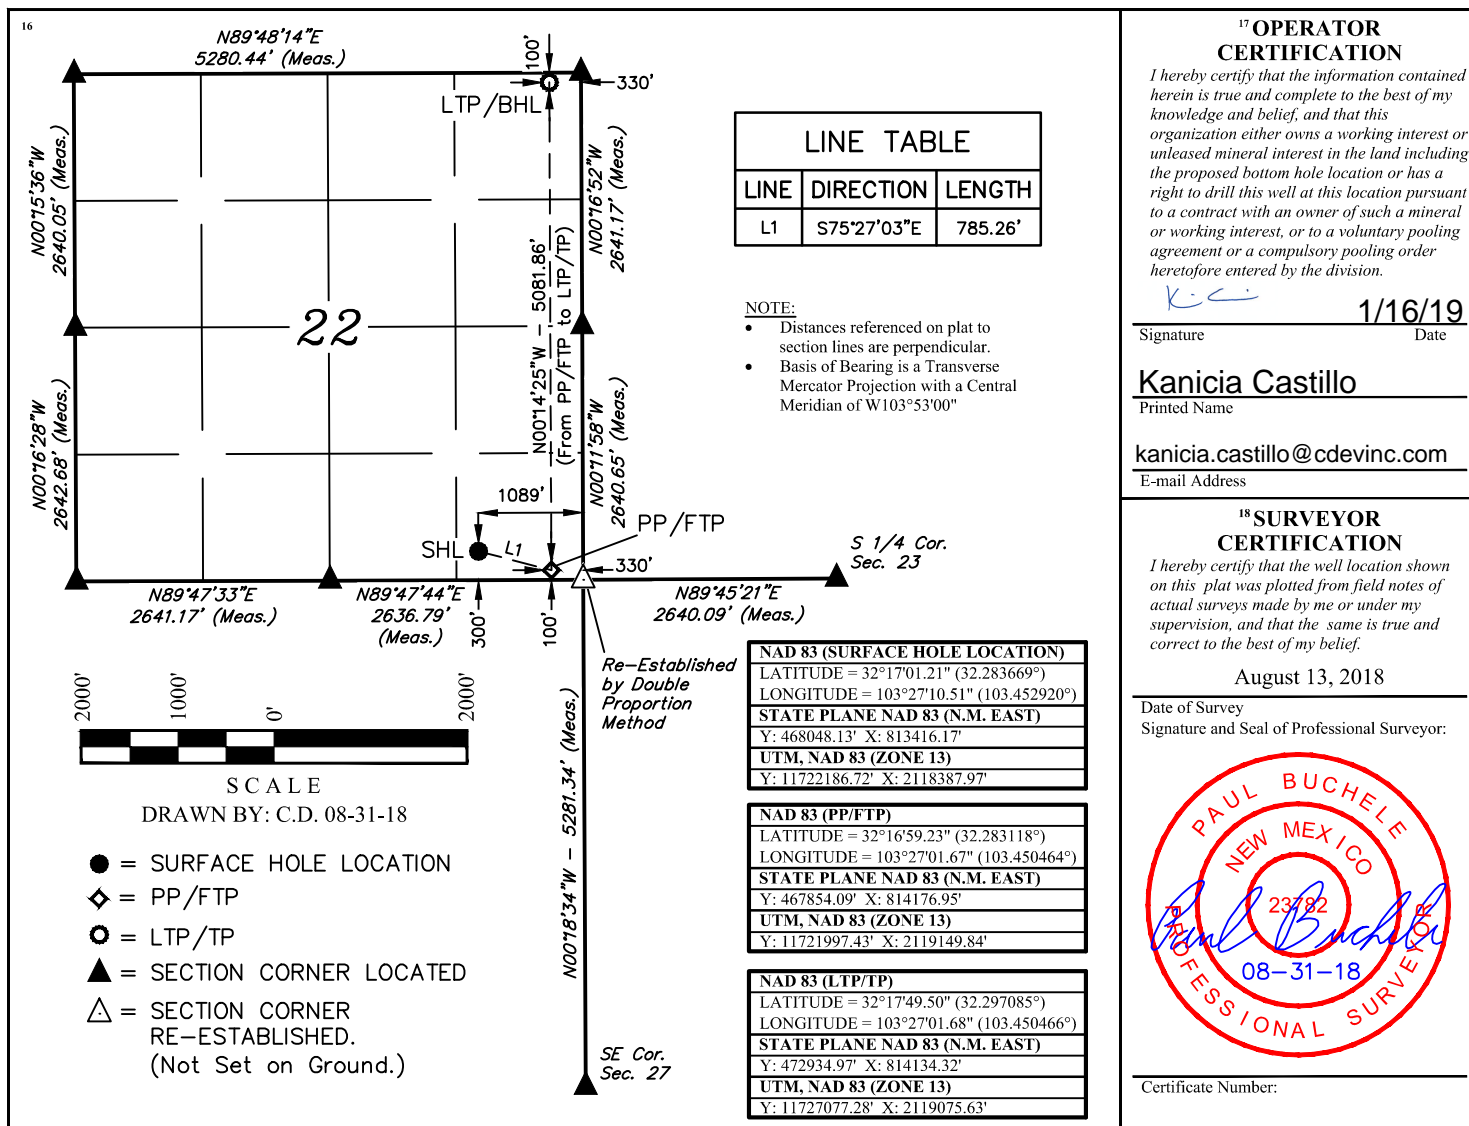 16
N89°48'14"E
5280.44' (Meas.)
100'
330'
LTP/BHL
N00°15'36"W
2640.05' (Meas.)
N00°16'52"W
2641.17' (Meas.)
N00°14'25"W - 5081.86'
(From PP/FTP to LTP/TP)
22
N00°16'28"W
2642.68' (Meas.)
N00°11'58"W
2640.65' (Meas.)
1089'
PP/FTP
SHL
L1
330'
S 1/4 Cor.
Sec. 23
N89°47'33"E
2641.17' (Meas.)
N89°47'44"E
2636.79'
(Meas.)
300'
100'
N89°45'21"E
2640.09' (Meas.)
Re-Established
by Double
Proportion
Method
N00°18'34"W - 5281.34' (Meas.)
SE Cor.
Sec. 27
LINE TABLE
LINE DIRECTION LENGTH
L1 S75°27'03"E 785.26'
NOTE:
• Distances referenced on plat to
section lines are perpendicular.
• Basis of Bearing is a Transverse
Mercator Projection with a Central
Meridian of W103°53'00"
2000' 1000' 0' 2000'
SCALE
DRAWN BY: C.D. 08-31-18
= SURFACE HOLE LOCATION
= PP/FTP
= LTP/TP
= SECTION CORNER LOCATED
= SECTION CORNER
RE-ESTABLISHED.
(Not Set on Ground.)
NAD 83 (SURFACE HOLE LOCATION)
LATITUDE = 32°17'01.21" (32.283669°)
LONGITUDE = 103°27'10.51" (103.452920°)
STATE PLANE NAD 83 (N.M. EAST)
Y: 468048.13' X: 813416.17'
UTM, NAD 83 (ZONE 13)
Y: 11722186.72' X: 2118387.97'
NAD 83 (PP/FTP)
LATITUDE = 32°16'59.23" (32.283118°)
LONGITUDE = 103°27'01.67" (103.450464°)
STATE PLANE NAD 83 (N.M. EAST)
Y: 467854.09' X: 814176.95'
UTM, NAD 83 (ZONE 13)
Y: 11721997.43' X: 2119149.84'
NAD 83 (LTP/TP)
LATITUDE = 32°17'49.50" (32.297085°)
LONGITUDE = 103°27'01.68" (103.450466°)
STATE PLANE NAD 83 (N.M. EAST)
Y: 472934.97' X: 814134.32'
UTM, NAD 83 (ZONE 13)
Y: 11727077.28' X: 2119075.63'
17 OPERATOR
CERTIFICATION
I hereby certify that the information contained
herein is true and complete to the best of my
knowledge and belief, and that this
organization either owns a working interest or
unleased mineral interest in the land including
the proposed bottom hole location or has a
right to drill this well at this location pursuant
to a contract with an owner of such a mineral
or working interest, or to a voluntary pooling
agreement or a compulsory pooling order
heretofore entered by the division.
1/16/19
Signature Date
Kanicia Castillo
Printed Name
kanicia.castillo@cdevinc.com
E-mail Address
18 SURVEYOR
CERTIFICATION
I hereby certify that the well location shown
on this plat was plotted from field notes of
actual surveys made by me or under my
supervision, and that the same is true and
correct to the best of my belief.
August 13, 2018
Date of Survey
Signature and Seal of Professional Surveyor:
PAUL BUCHELE
NEW MEXICO
23782
Paul Buchele
08-31-18
PROFESSIONAL SURVEYOR
Certificate Number: